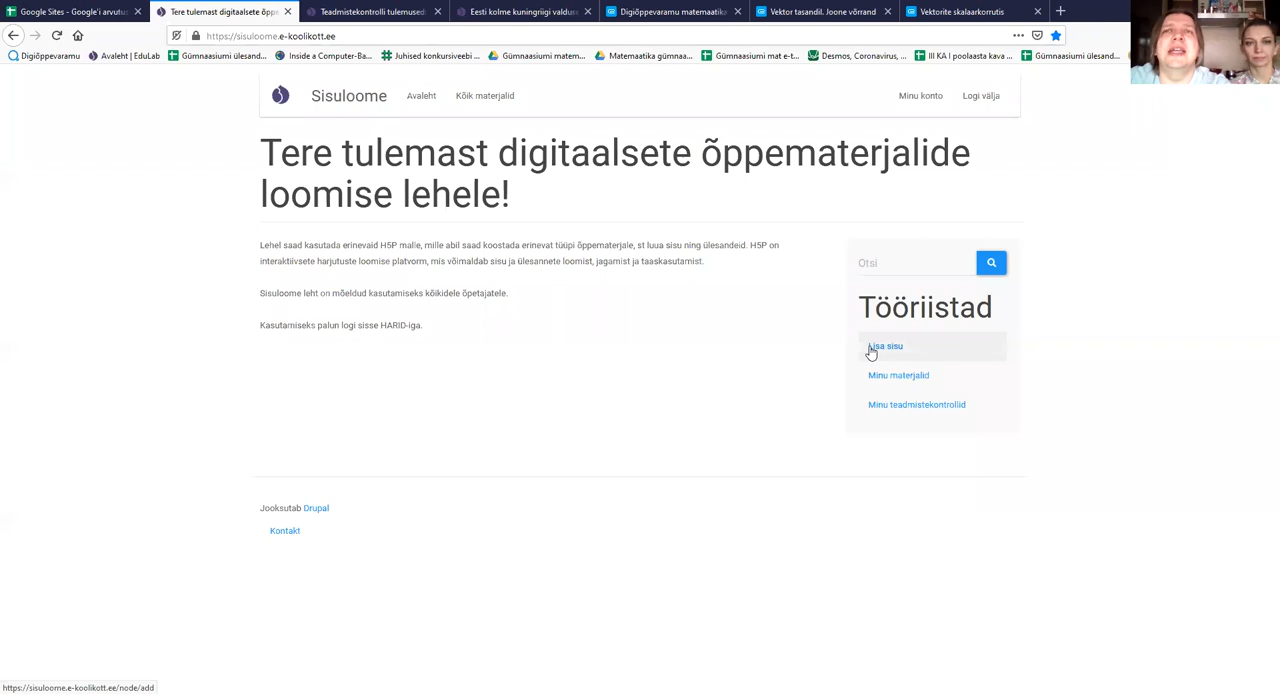 Google Sites - Google'i arvutus
Tere tulemast digitaalsete õppe
Teadmistekontrolli tulemused:
Eesti kolme kuningriigi valduse
Digiõppevaramu matemaatika
Vektor tasandil. Joone võrrand
Vektorite skalaarkorrutis
https://sisuloome.e-koolikott.ee
Digiõppevaramu
Avaleht | EduLab
Gümnaasiumi ülesand...
Inside a Computer-Ba...
Juhised konkursiveebi ...
Gümnaasiumi matem...
Matemaatika gümnaa...
Gümnaasiumi mat e-t...
Desmos, Coronavirus, ...
III KA I poolaasta kava ...
Gümnaasiumi ülesand...
Sisuloome
Avaleht
Kõik materjalid
Minu konto
Logi välja
Tere tulemast digitaalsete õppematerjalide
loomise lehele!
Lehel saad kasutada erinevaid H5P malle, mille abil saad koostada erinevat tüüpi õppematerjale, st luua sisu ning ülesandeid. H5P on
interaktiivsete harjutuste loomise platvorm, mis võimaldab sisu ja ülesannete loomist, jagamist ja taaskasutamist.
Sisuloome leht on mõeldud kasutamiseks kõikidele õpetajatele.
Kasutamiseks palun logi sisse HARID-iga.
Otsi
Tööriistad
Lisa sisu
Minu materjalid
Minu teadmistekontrollid
Jooksutab Drupal
Kontakt
https://sisuloome.e-koolikott.ee/node/add